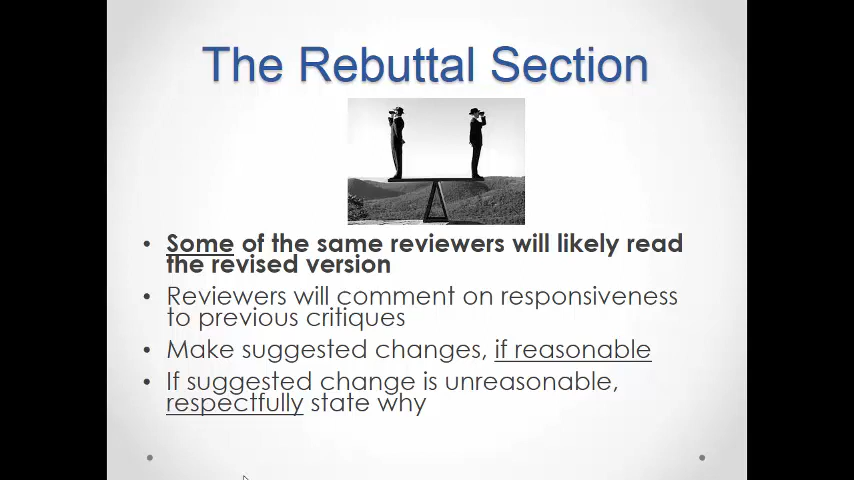 The Rebuttal Section
• Some of the same reviewers will likely read
the revised version
• Reviewers will comment on responsiveness
to previous critiques
• Make suggested changes, if reasonable
• If suggested change is unreasonable,
respectfully state why